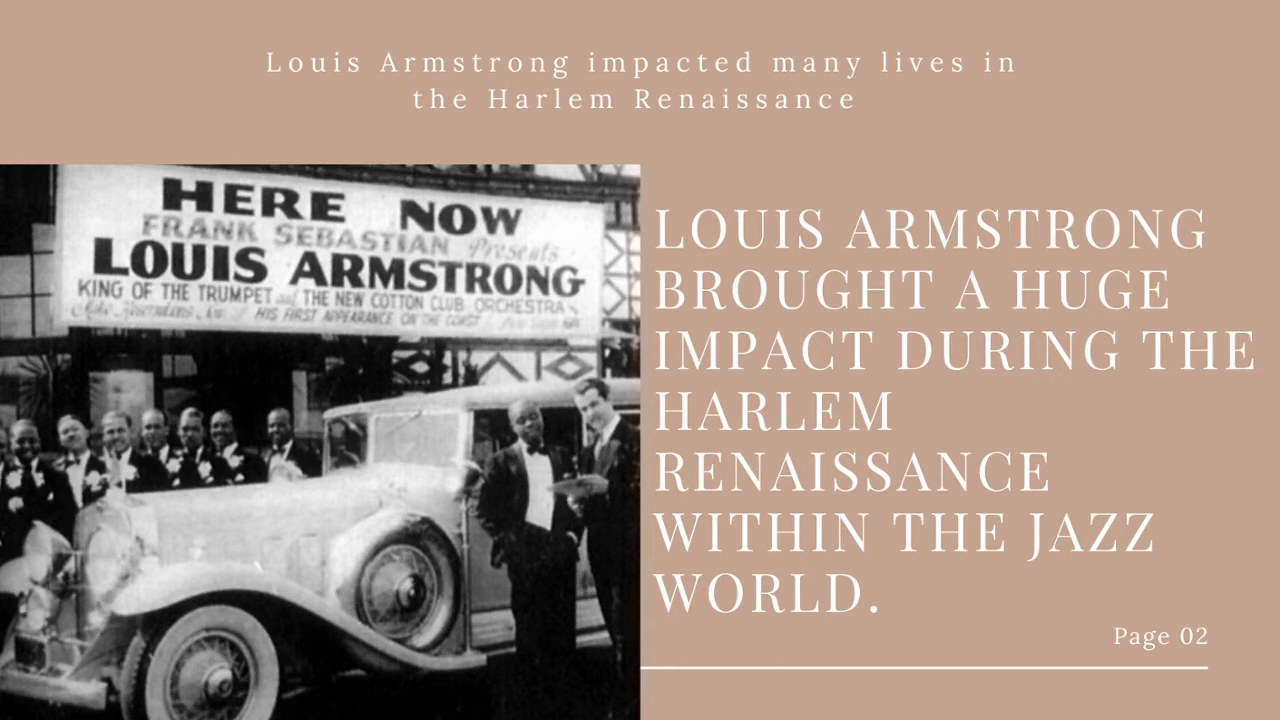 Louis Armstrong impacted many lives in
the Harlem Renaissance
HERE NOW
FRANK SEBASTIAN Presents
LOUIS ARMSTRONG
KING OF THE TRUMPET and THE NEW COTTON CLUB ORCHESTRA
HIS FIRST APPEARANCE ON THE COAST
LOUIS ARMSTRONG
BROUGHT A HUGE
IMPACT DURING THE
HARLEM
RENAISSANCE
WITHIN THE JAZZ
WORLD.
Page 02